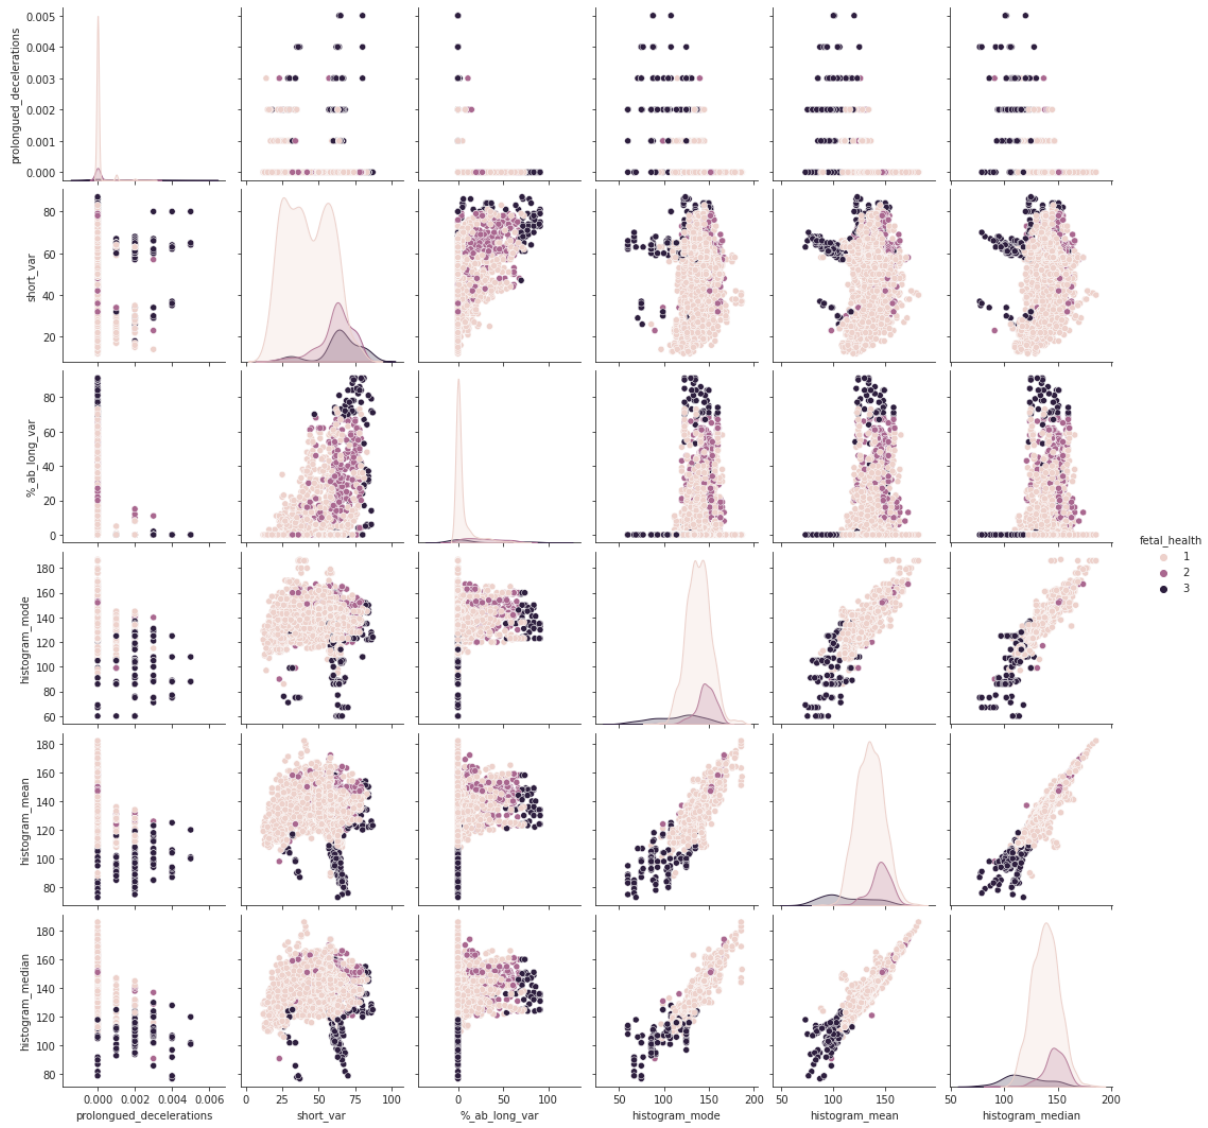 0.005
0.004
0.003
0.002
0.001
0.000
prolongued_decelerations
80
60
40
20
short_var
80
60
40
20
0
%_ab_long_var
fetal_health
1
2
3
180
160
140
120
100
80
60
histogram_mode
180
160
140
120
100
80
histogram_mean
180
160
140
120
100
80
histogram_median
0.000 0.002 0.004 0.006
0 25 50 75 100
0 50 100
50 100 150 200
50 100 150
50 100 150 200
prolongued_decelerations
short_var
%_ab_long_var
histogram_mode
histogram_mean
histogram_median